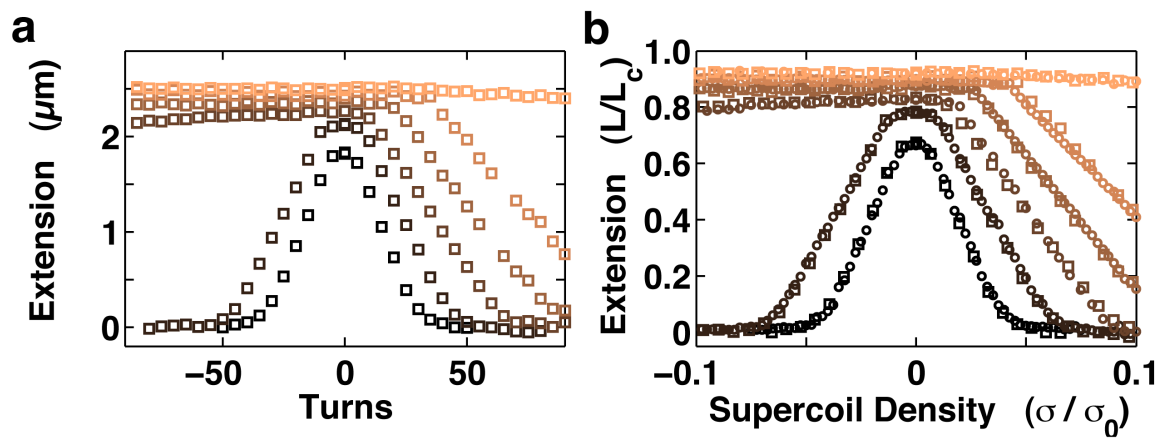 a
b
Extension (µm)
2
1
0
−50
0
50
Turns
Extension (L/Lc)
1.0
0.8
0.6
0.4
0.2
0
−0.1
0
0.1
Supercoil Density (σ / σ0)